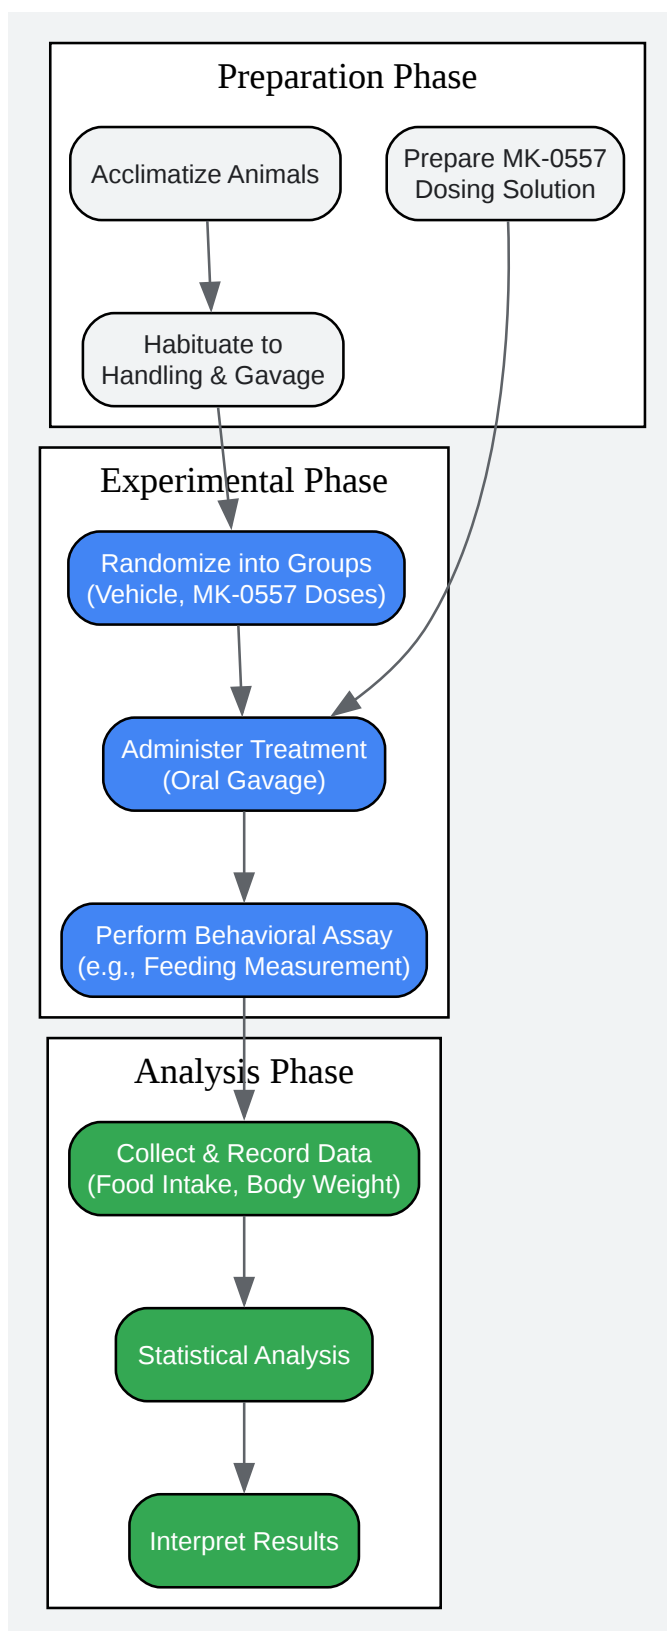 Preparation Phase
Acclimatize Animals
Prepare MK-0557
Dosing Solution
Habituate to
Handling & Gavage
Experimental Phase
Randomize into Groups
(Vehicle, MK-0557 Doses)
Administer Treatment
(Oral Gavage)
Perform Behavioral Assay
(e.g., Feeding Measurement)
Analysis Phase
Collect & Record Data
(Food Intake, Body Weight)
Statistical Analysis
Interpret Results